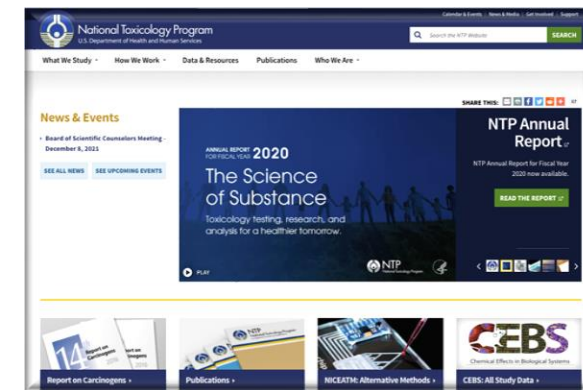 Calendar & Events | News & Media | Get Involved | Support
National Toxicology Program
U.S. Department of Health and Human Services
Search the NTP Website
SEARCH
What We Study
How We Work
Data & Resources
Publications
Who We Are
SHARE THIS:
News & Events
Board of Scientific Counselors Meeting -
December 8, 2021
SEE ALL NEWS
SEE UPCOMING EVENTS
ANNUAL REPORT
FOR FISCAL YEAR 2020
The Science
of Substance
Toxicology testing, research, and
analysis for a healthier tomorrow.
PLAY
NTP
National Toxicology Program
NTP Annual
Report
NTP Annual Report for Fiscal Year
2020 now available.
READ THE REPORT
14
Report on
Carcinogens
Report on Carcinogens
NTP
National Toxicology Program
Publications
NICEATM: Alternative Methods
CEBS
Chemical Effects in Biological Systems
CEBS: All Study Data